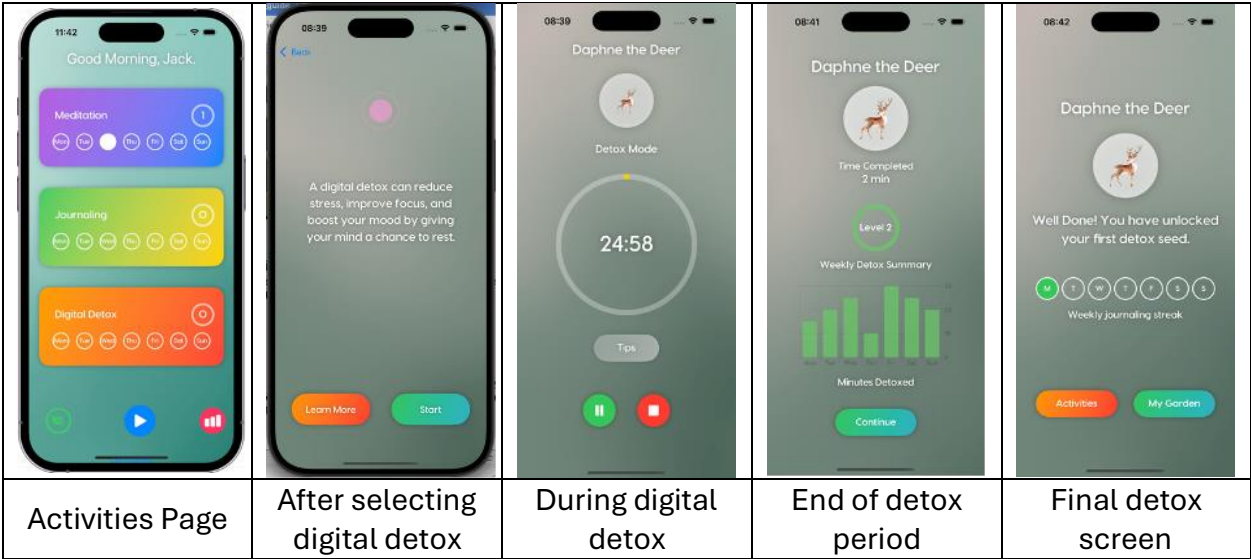 11:42
Good Morning, Jack.
Meditation
1
Mon Tue Thu Fri Sat Sun
Journaling
0
Mon Tue Wed Thu Fri Sat Sun
Digital Detox
0
Mon Tue Wed Thu Fri Sat Sun
Activities Page
08:39
Back
A digital detox can reduce
stress, improve focus, and
boost your mood by giving
your mind a chance to rest.
Learn More
Start
After selecting
digital detox
08:39
Daphne the Deer
Detox Mode
24:58
Tips
During digital
detox
08:41
Daphne the Deer
Time Completed
2 min
Level 2
Weekly Detox Summary
Minutes Detoxed
Continue
End of detox
period
08:42
Daphne the Deer
Well Done! You have unlocked
your first detox seed.
M T W T F S S
Weekly journaling streak
Activities
My Garden
Final detox
screen